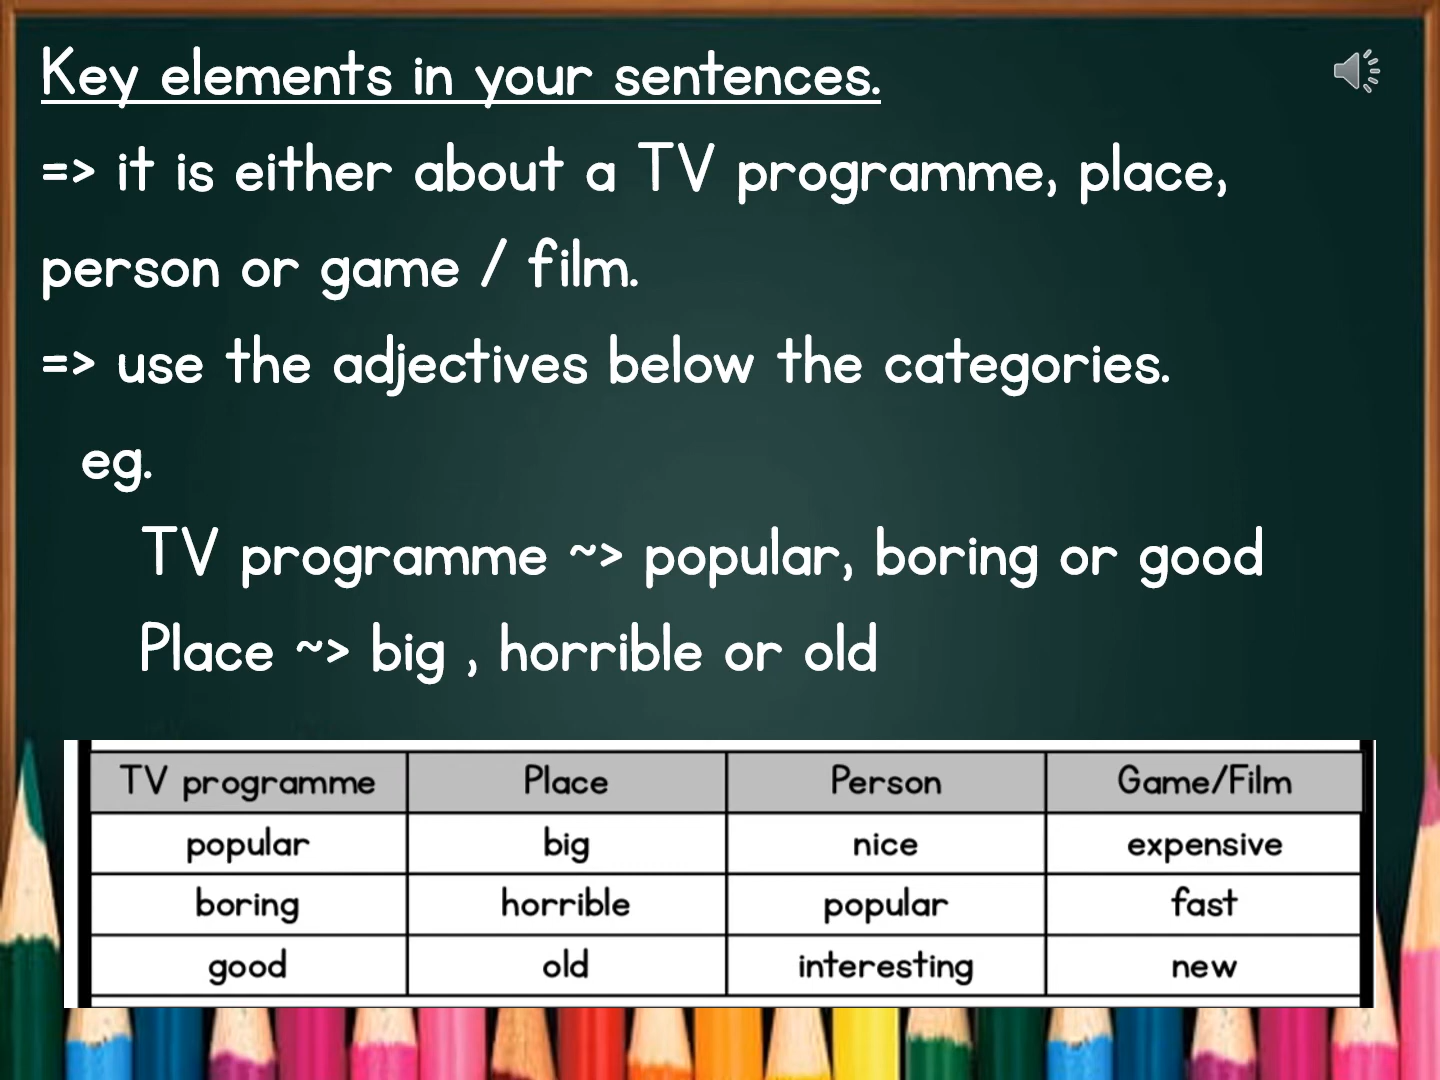 Key elements in your sentences.
=> it is either about a TV programme, place,
person or game / film.
=> use the adjectives below the categories.
eg.
TV programme ~> popular, boring or good
Place ~> big , horrible or old
TV programme Place Person Game/Film
popular big nice expensive
boring horrible popular fast
good old interesting new